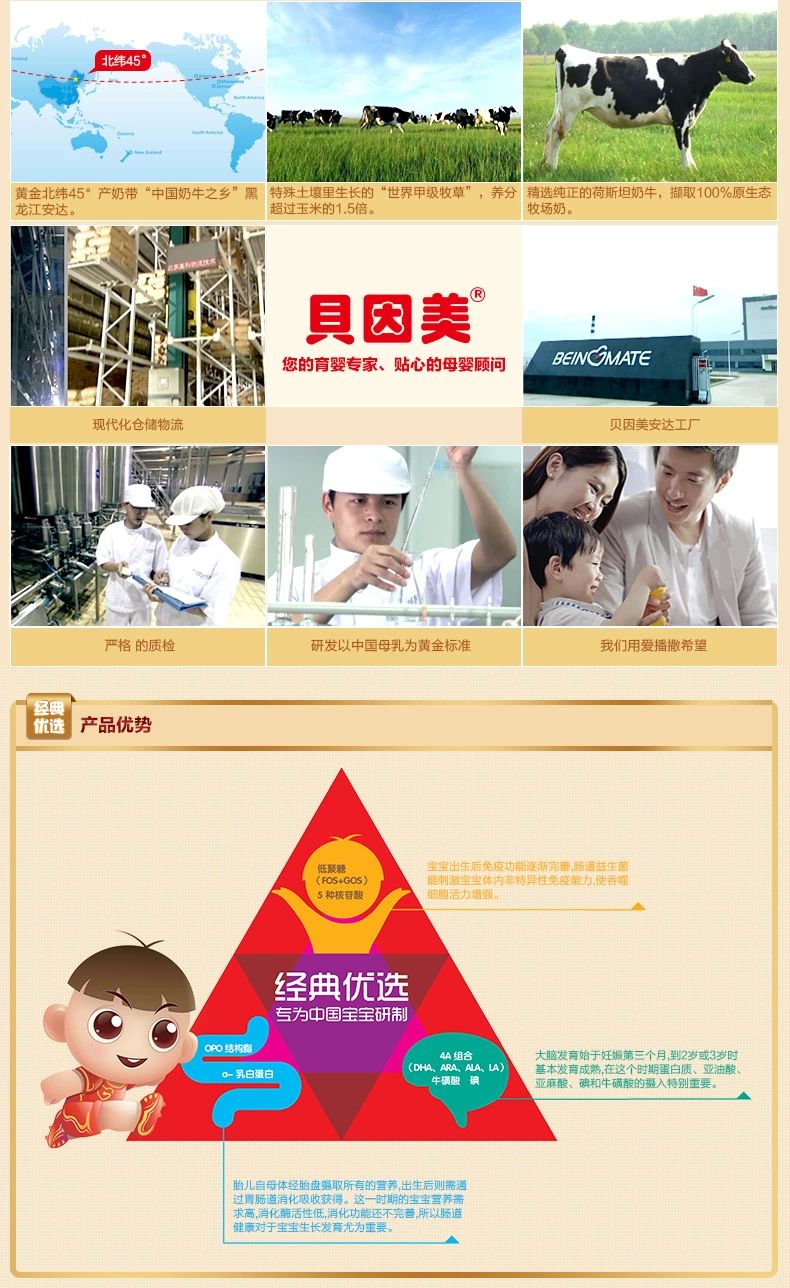 北纬45°
North America
South America
Oceania
New Zealand
黄金北纬45°产奶带“中国奶牛之乡”黑
龙江安达。
特殊土壤里生长的“世界甲级牧草”，养分
超过玉米的1.5倍。
精选纯正的荷斯坦奶牛，撷取100%原生态
牧场奶。
贝因美®
您的育婴专家、贴心的母婴顾问
BEINGMATE
现代化仓储物流
贝因美安达工厂
严格 的质检
研发以中国母乳为黄金标准
我们用爱播撒希望
经典
优选
产品优势
低聚糖
（FOS+GOS）
5 种核苷酸
宝宝出生后免疫功能逐渐完善,肠道益生菌
能刺激宝宝体内非特异性免疫能力,使吞噬
细胞活力增强。
经典优选
专为中国宝宝研制
OPO 结构酯
α- 乳白蛋白
4A 组合
（DHA、ARA、ALA、LA）
牛磺酸 碘
大脑发育始于妊娠第三个月,到2岁或3岁时
基本发育成熟,在这个时期蛋白质、亚油酸、
亚麻酸、碘和牛磺酸的摄入特别重要。
胎儿自母体经胎盘摄取所有的营养,出生后则需通
过胃肠道消化吸收获得。这一时期的宝宝营养需
求高,消化酶活性低,消化功能还不完善,所以肠道
健康对于宝宝生长发育尤为重要。